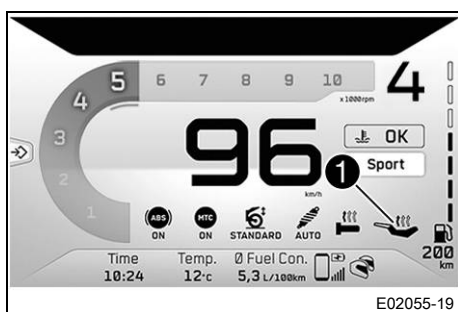 5 6 7 8 9 10
4
4
x1000rpm
3
96
OK
2
1
Sport
km/h
1
ABS
MTC
ON
ON
STANDARD
AUTO
Time
Temp.
Ø Fuel Con.
200
10:24
12°C
5,3 L/100km
km
E02055-19